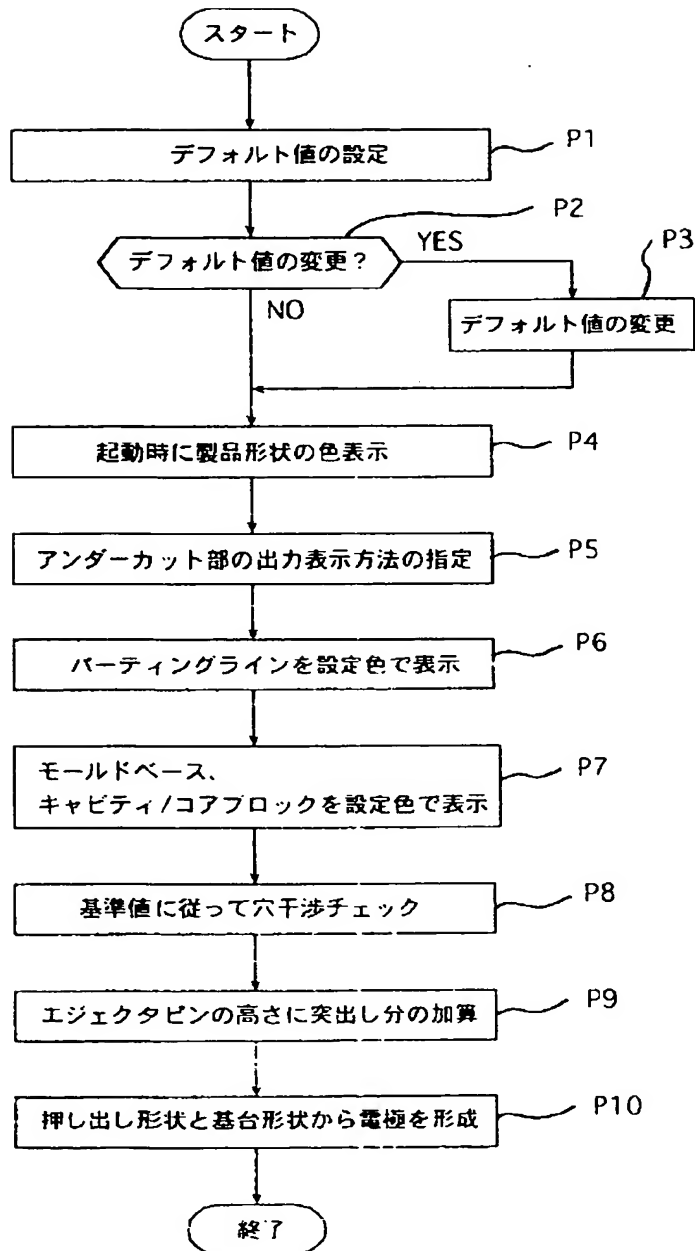 スタート
デフォルト値の設定
P1
P2
デフォルト値の変更？
YES
P3
NO
デフォルト値の変更
起動時に製品形状の色表示
P4
アンダーカット部の出力表示方法の指定
P5
パーティングラインを設定色で表示
P6
モールドベース、
キャビティ/コアブロックを設定色で表示
P7
基準値に従って穴干渉チェック
P8
エジェクタピンの高さに突出し分の加算
P9
押し出し形状と基台形状から電極を形成
P10
終了